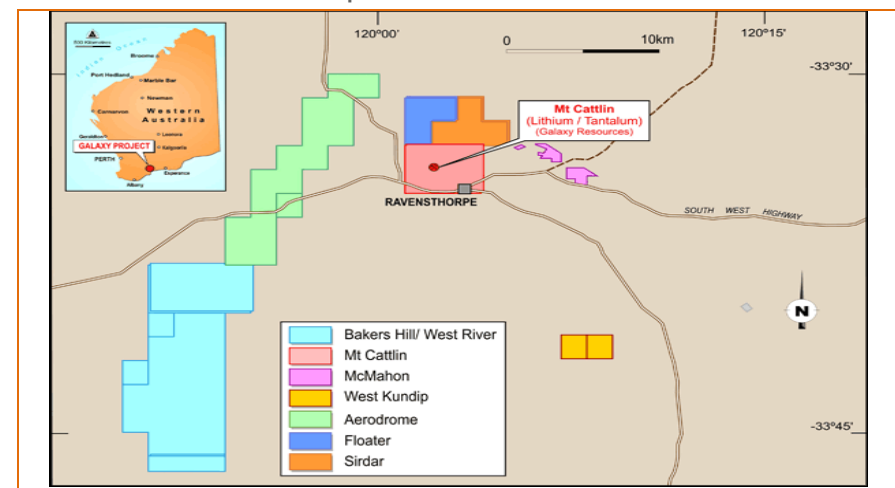 120°00'
120°15'
0
10km
-33°30'
Broome
Port Hedland
Marble Bar
Newman
Carnarvon
Western
Australia
Geraldton
Leonora
Kalgoorlie
GALAXY PROJECT
PERTH
Esperance
Albany
Mt Cattlin
(Lithium / Tantalum)
(Galaxy Resources)
RAVENSTHORPE
SOUTH WEST HIGHWAY
N
Bakers Hill/ West River
Mt Cattlin
McMahon
West Kundip
Aerodrome
Floater
Sirdar
-33°45'